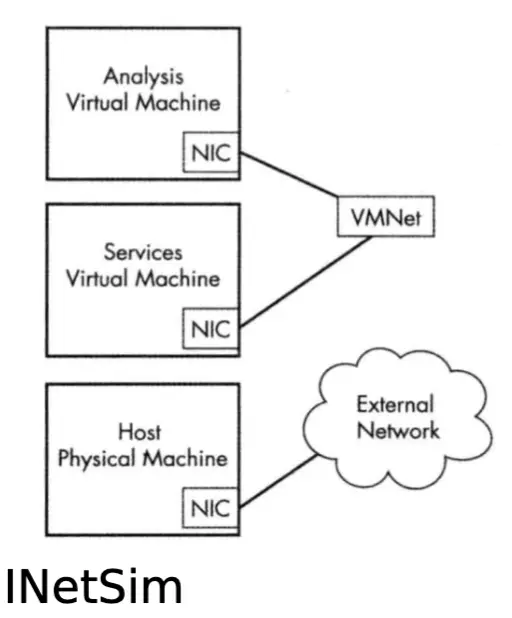 Analysis
Virtual Machine
NIC
VMNet
Services
Virtual Machine
NIC
External
Network
Host
Physical Machine
NIC
INetSim